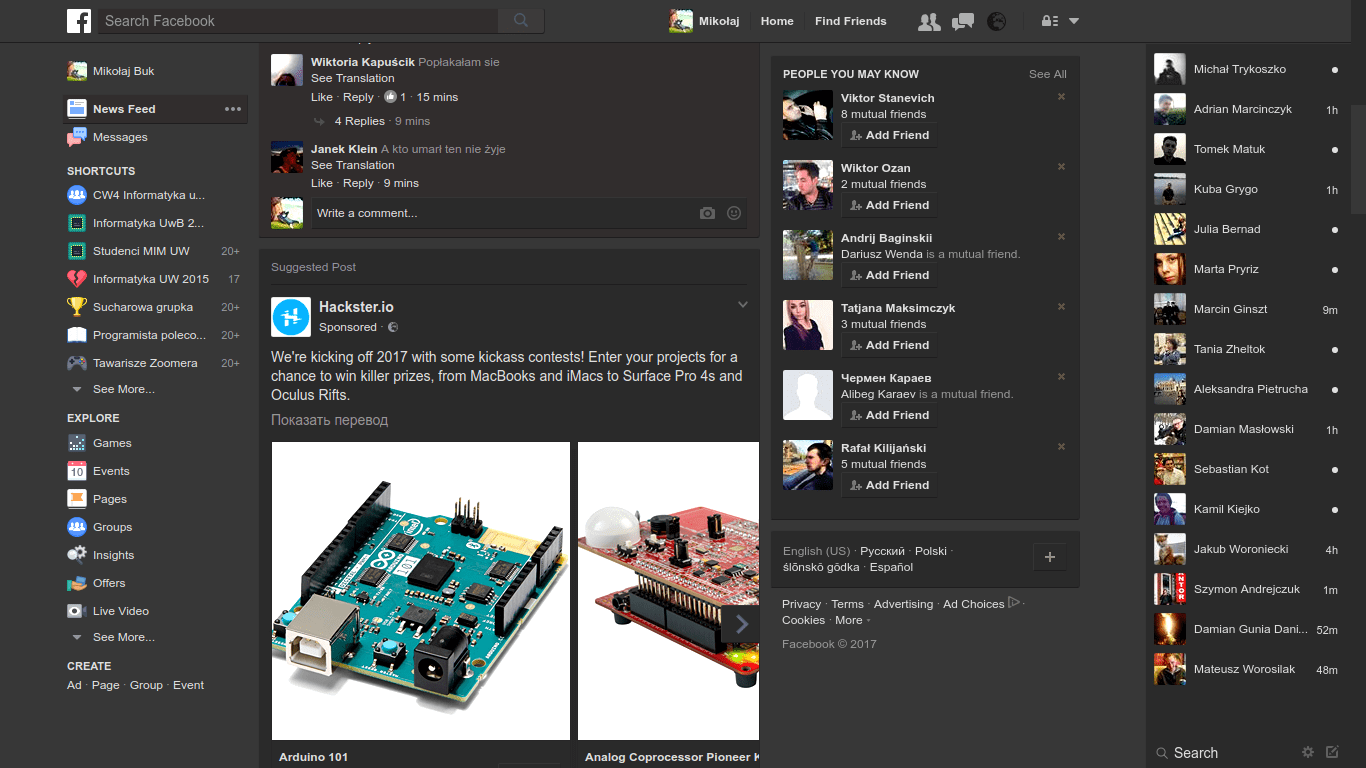 Search Facebook
Mikołaj
Home
Find Friends
Mikołaj Buk
News Feed
Messages
SHORTCUTS
CW4 Informatyka u...
Informatyka UwB 2...
Studenci MIM UW 20+
Informatyka UW 2015 17
Sucharowa grupka 20+
Programista poleco... 20+
Tawarisze Zoomera 20+
See More...
EXPLORE
Games
10 Events
Pages
Groups
Insights
Offers
Live Video
See More...
CREATE
Ad · Page · Group · Event
Wiktoria Kapuścik Popłakałam sie
See Translation
Like · Reply · 1 · 15 mins
4 Replies · 9 mins
Janek Klein A kto umarł ten nie żyje
See Translation
Like · Reply · 9 mins
Write a comment...
Suggested Post
Hackster.io
Sponsored ·
We're kicking off 2017 with some kickass contests! Enter your projects for a
chance to win killer prizes, from MacBooks and iMacs to Surface Pro 4s and
Oculus Rifts.
Показать перевод
Arduino 101
Analog Coprocessor Pioneer K
PEOPLE YOU MAY KNOW See All
Viktor Stanevich
8 mutual friends
Add Friend
Wiktor Ozan
2 mutual friends
Add Friend
Andrij Baginskii
Dariusz Wenda is a mutual friend.
Add Friend
Tatjana Maksimczyk
3 mutual friends
Add Friend
Чермен Караев
Alibeg Karaev is a mutual friend.
Add Friend
Rafał Kilijański
5 mutual friends
Add Friend
English (US) · Русский · Polski ·
ślōnskŏ gŏdka · Español
Privacy · Terms · Advertising · Ad Choices ·
Cookies · More
Facebook © 2017
Michał Trykoszko
Adrian Marcinczyk 1h
Tomek Matuk
Kuba Grygo 1h
Julia Bernad
Marta Pryriz
Marcin Ginszt 9m
Tania Zheltok
Aleksandra Pietrucha
Damian Masłowski 1h
Sebastian Kot
Kamil Kiejko
Jakub Woroniecki 4h
Szymon Andrejczuk 1m
Damian Gunia Dani... 52m
Mateusz Worosilak 48m
Search